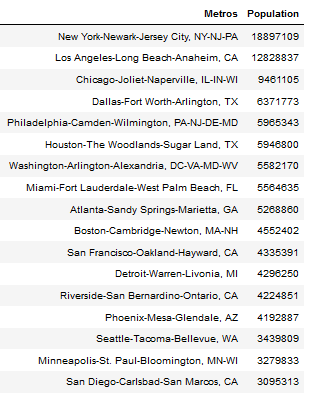 Metros Population
New York-Newark-Jersey City, NY-NJ-PA 18897109
Los Angeles-Long Beach-Anaheim, CA 12828837
Chicago-Joliet-Naperville, IL-IN-WI 9461105
Dallas-Fort Worth-Arlington, TX 6371773
Philadelphia-Camden-Wilmington, PA-NJ-DE-MD 5965343
Houston-The Woodlands-Sugar Land, TX 5946800
Washington-Arlington-Alexandria, DC-VA-MD-WV 5582170
Miami-Fort Lauderdale-West Palm Beach, FL 5564635
Atlanta-Sandy Springs-Marietta, GA 5268860
Boston-Cambridge-Newton, MA-NH 4552402
San Francisco-Oakland-Hayward, CA 4335391
Detroit-Warren-Livonia, MI 4296250
Riverside-San Bernardino-Ontario, CA 4224851
Phoenix-Mesa-Glendale, AZ 4192887
Seattle-Tacoma-Bellevue, WA 3439809
Minneapolis-St. Paul-Bloomington, MN-WI 3279833
San Diego-Carlsbad-San Marcos, CA 3095313